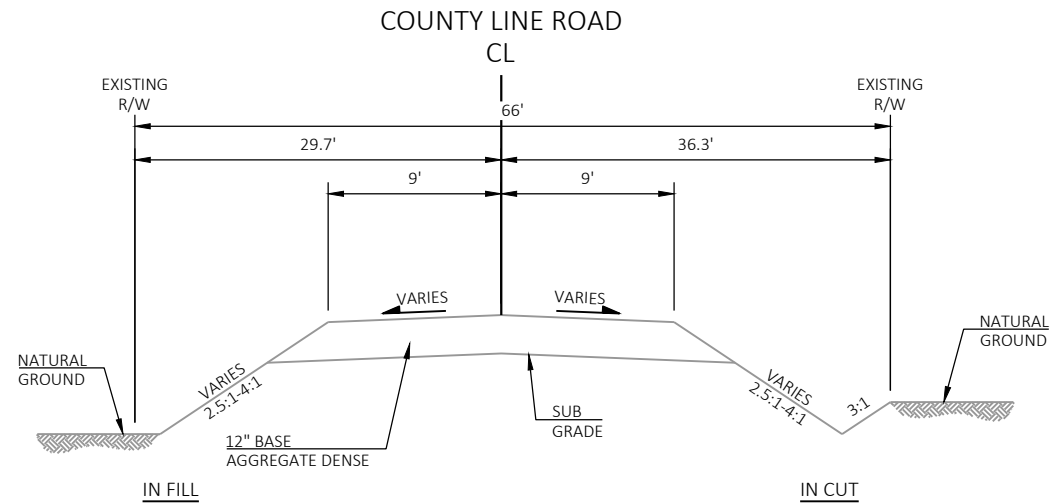 COUNTY LINE ROAD
CL
EXISTING
R/W
EXISTING
R/W
66'
29.7'
36.3'
9'
9'
VARIES
VARIES
NATURAL
GROUND
NATURAL
GROUND
VARIES
2.5:1-4:1
VARIES
2.5:1-4:1
3:1
12" BASE
AGGREGATE DENSE
SUB
GRADE
IN FILL
IN CUT